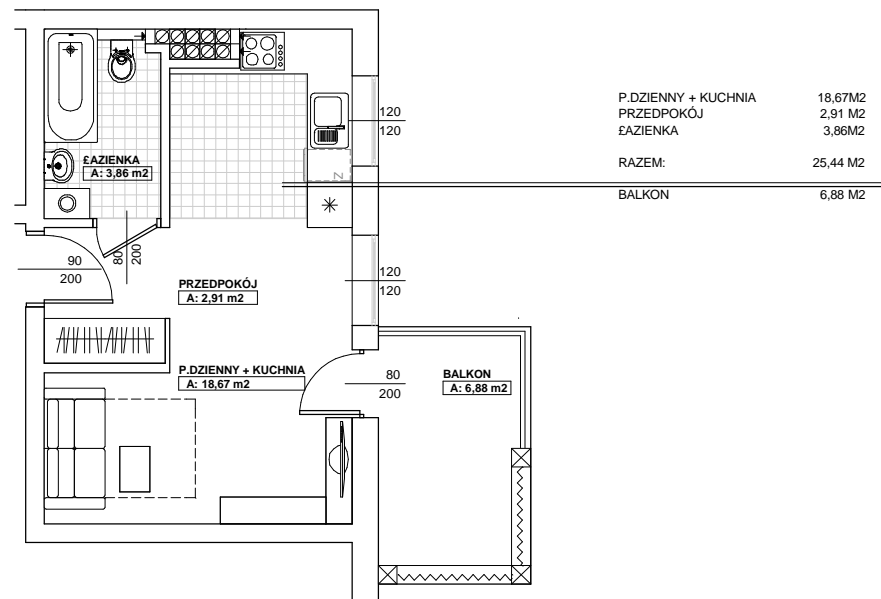 P.DZIENNY + KUCHNIA 18,67M2
PRZEDPOKÓJ 2,91 M2
£AZIENKA 3,86M2
RAZEM: 25,44 M2
BALKON 6,88 M2
120
120
£AZIENKA
A: 3,86 m2
Z
90
200
80
200
PRZEDPOKÓJ
A: 2,91 m2
120
120
P.DZIENNY + KUCHNIA
A: 18,67 m2
80
200
BALKON
A: 6,88 m2